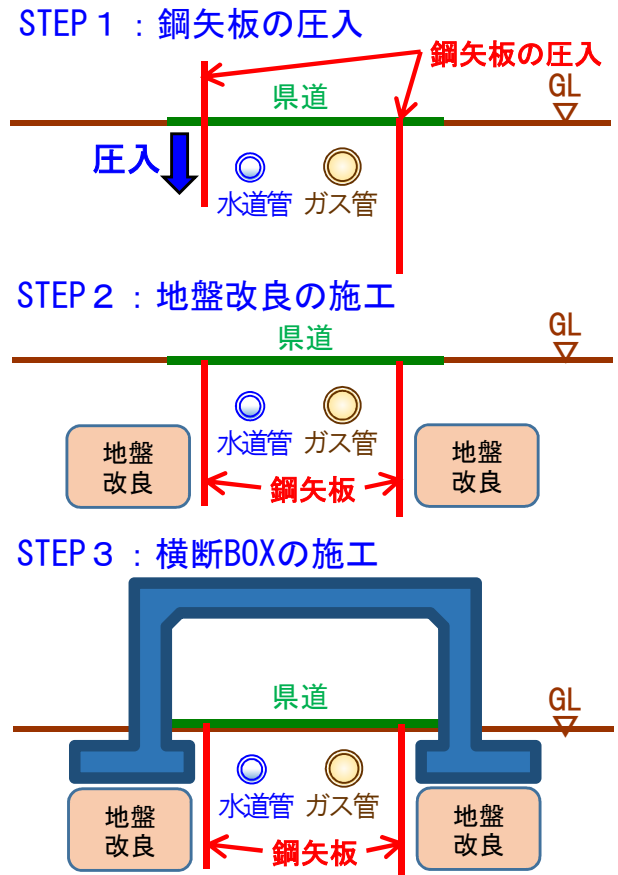 STEP１：鋼矢板の圧入
鋼矢板の圧入
県道
GL
圧入
水道管 ガス管
STEP２：地盤改良の施工
県道
GL
水道管 ガス管
地盤
改良
地盤
改良
鋼矢板
STEP３：横断BOXの施工
県道
GL
水道管 ガス管
地盤
改良
地盤
改良
鋼矢板